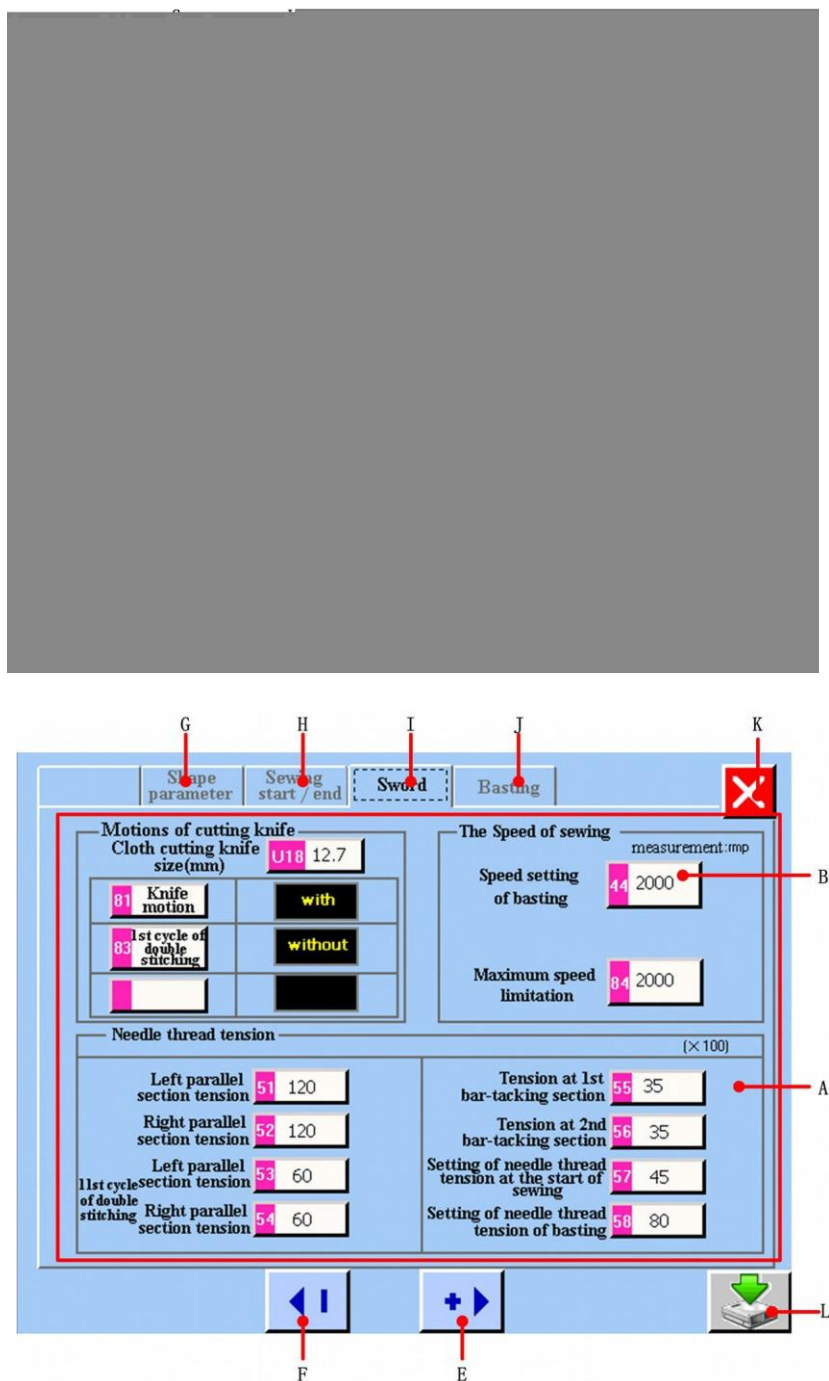 G H I J K
Shape parameter Sewing start / end Sword Basting
Motions of cutting knife
Cloth cutting knife size(mm) U18 12.7
81 Knife motion with
83 1st cycle of double stitching without
The Speed of sewing
measurement:rmp
Speed setting of basting 44 2000
B
Maximum speed limitation 84 2000
Needle thread tension
(×100)
A
Left parallel section tension 51 120
Right parallel section tension 52 120
11st cycle of double stitching
Left parallel section tension 53 60
Right parallel section tension 54 60
Tension at 1st bar-tacking section 55 35
Tension at 2nd bar-tacking section 56 35
Setting of needle thread tension at the start of sewing 57 45
Setting of needle thread tension of basting 58 80
L
F E